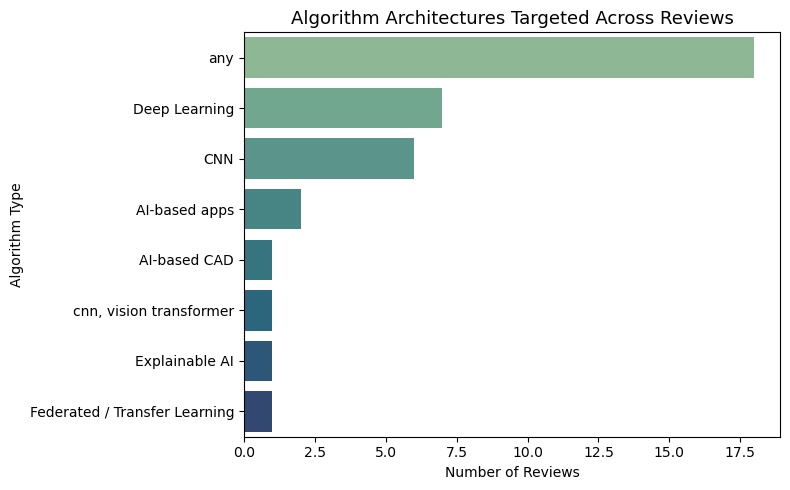 Algorithm Architectures Targeted Across Reviews
Algorithm Type
any
Deep Learning
CNN
AI-based apps
AI-based CAD
cnn, vision transformer
Explainable AI
Federated / Transfer Learning
0.0 2.5 5.0 7.5 10.0 12.5 15.0 17.5
Number of Reviews